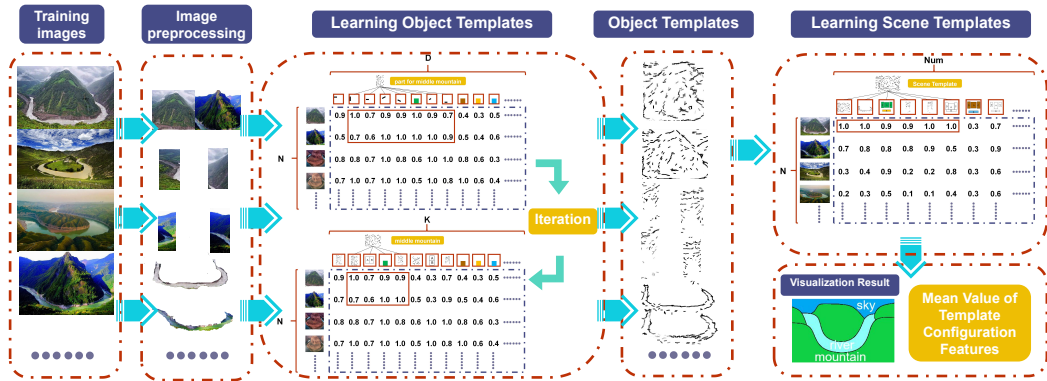 Training
images
Image
preprocessing
Learning Object Templates
Object Templates
Learning Scene Templates
D
part for middle mountain
N
0.9 1.0 0.7 0.9 0.9 1.0 0.9 0.7 0.4 0.3 0.5
0.5 0.7 0.6 1.0 1.0 1.0 1.0 0.9 0.5 0.4 0.6
0.8 0.8 0.7 1.0 0.8 0.6 1.0 1.0 0.8 0.6 0.3
0.9 1.0 0.7 1.0 1.0 0.8 0.6 0.7 1.0 0.6 0.4
Iteration
K
middle mountain
N
0.9 1.0 0.7 0.9 0.9 0.4 0.3 0.7 0.4 0.3 0.5
0.7 0.7 0.6 1.0 1.0 0.5 0.3 0.9 0.5 0.4 0.6
0.8 0.8 0.7 1.0 0.8 0.6 1.0 1.0 0.8 0.6 0.3
0.9 1.0 0.7 1.0 1.0 0.8 0.6 0.7 1.0 0.6 0.4
Num
Scene Template
N
1.0 1.0 0.9 0.9 1.0 1.0 0.3 0.7
0.7 0.8 0.8 0.9 0.9 0.5 0.3 0.9
0.3 0.4 0.9 0.2 0.2 0.8 0.3 0.6
0.2 0.3 0.5 0.1 0.1 0.4 0.3 0.6
Visualization Result
sky
river
mountain
Mean Value of
Template
Configuration
Features